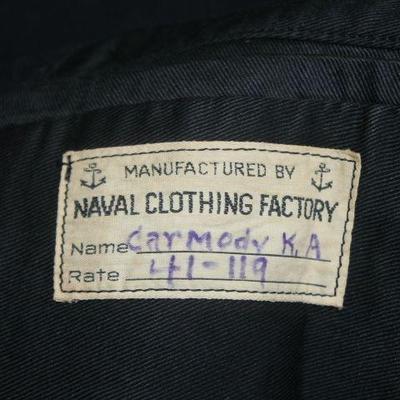 MANUFACTURED BY
NAVAL CLOTHING FACTORY
Name Carmody K.A
Rate 41-119